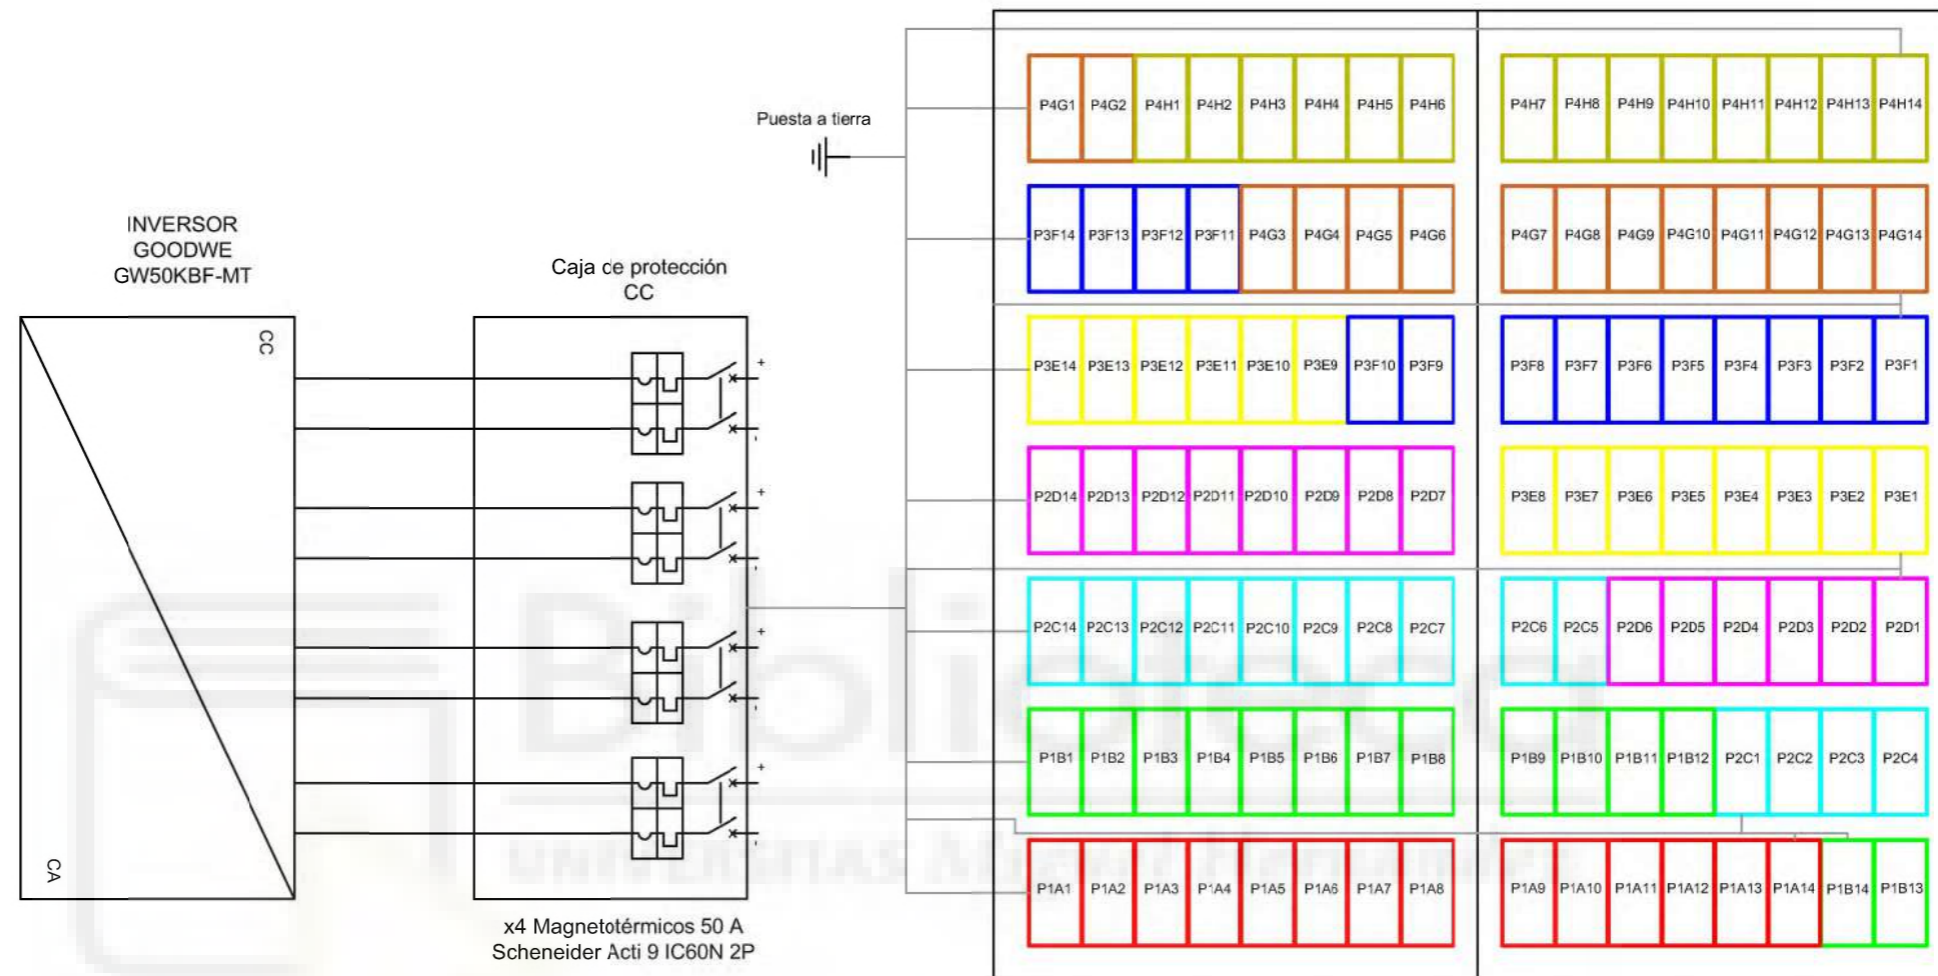 Puesta a tierra
INVERSOR
GOODWE
GW50KBF-MT
CC
CA
Caja de protección
CC
+
-
+
-
+
-
+
-
x4 Magnetotérmicos 50 A
Scheneider Acti 9 IC60N 2P
P4G1 P4G2 P4H1 P4H2 P4H3 P4H4 P4H5 P4H6 P4H7 P4H8 P4H9 P4H10 P4H11 P4H12 P4H13 P4H14
P3F14 P3F13 P3F12 P3F11 P4G3 P4G4 P4G5 P4G6 P4G7 P4G8 P4G9 P4G10 P4G11 P4G12 P4G13 P4G14
P3E14 P3E13 P3E12 P3E11 P3E10 P3E9 P3F10 P3F9 P3F8 P3F7 P3F6 P3F5 P3F4 P3F3 P3F2 P3F1
P2D14 P2D13 P2D12 P2D11 P2D10 P2D9 P2D8 P2D7 P3E8 P3E7 P3E6 P3E5 P3E4 P3E3 P3E2 P3E1
P2C14 P2C13 P2C12 P2C11 P2C10 P2C9 P2C8 P2C7 P2C6 P2C5 P2D6 P2D5 P2D4 P2D3 P2D2 P2D1
P1B1 P1B2 P1B3 P1B4 P1B5 P1B6 P1B7 P1B8 P1B9 P1B10 P1B11 P1B12 P2C1 P2C2 P2C3 P2C4
P1A1 P1A2 P1A3 P1A4 P1A5 P1A6 P1A7 P1A8 P1A9 P1A10 P1A11 P1A12 P1A13 P1A14 P1B14 P1B13
Biblioteca
UNIVERSITAS Miguel Hernández